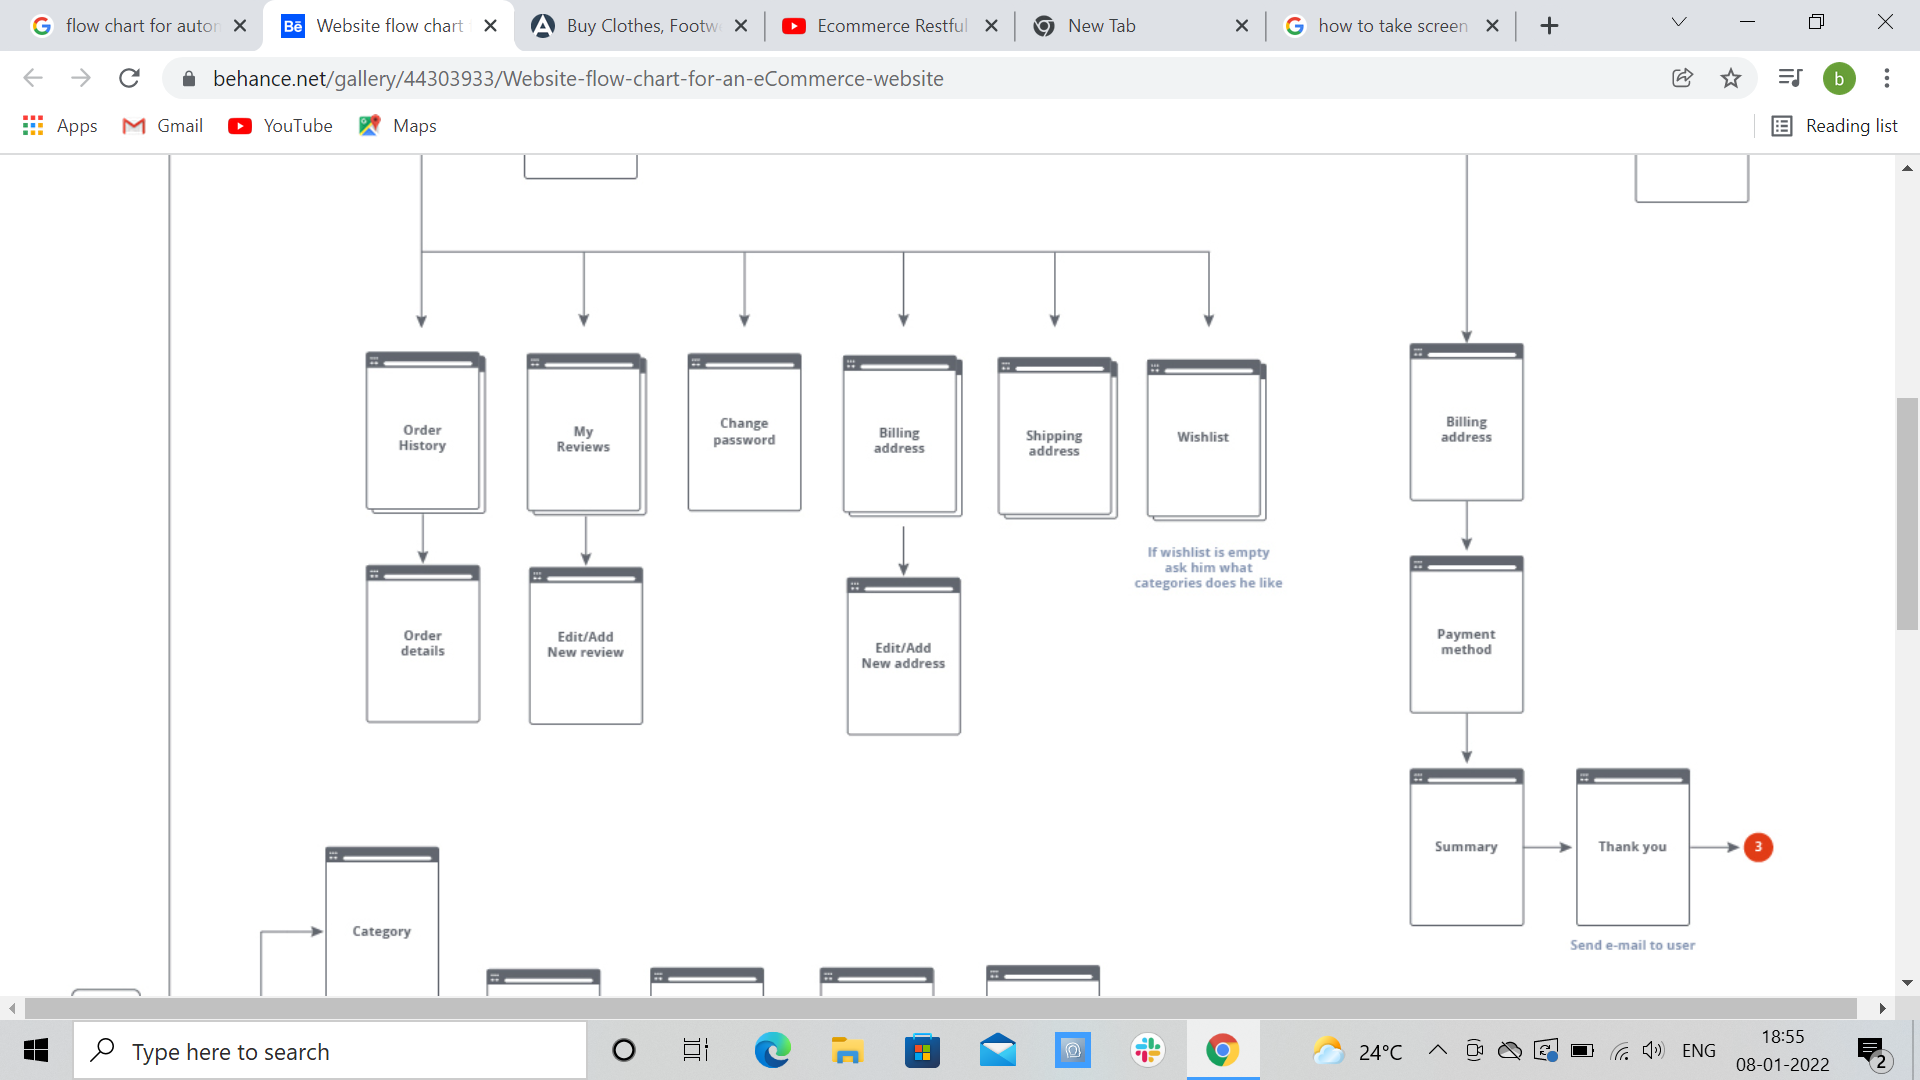 flow chart for auton
Bē
Website flow chart
Buy Clothes, Footw
Ecommerce Restful
New Tab
how to take screen
behance.net/gallery/44303933/Website-flow-chart-for-an-eCommerce-website
b
Apps
Gmail
YouTube
Maps
Reading list
Order
History
My
Reviews
Change
password
Billing
address
Shipping
address
Wishlist
Billing
address
If wishlist is empty
ask him what
categories does he like
Order
details
Edit/Add
New review
Edit/Add
New address
Payment
method
Summary
Thank you
3
Send e-mail to user
Category
Type here to search
24°C
ENG
18:55
08-01-2022
2